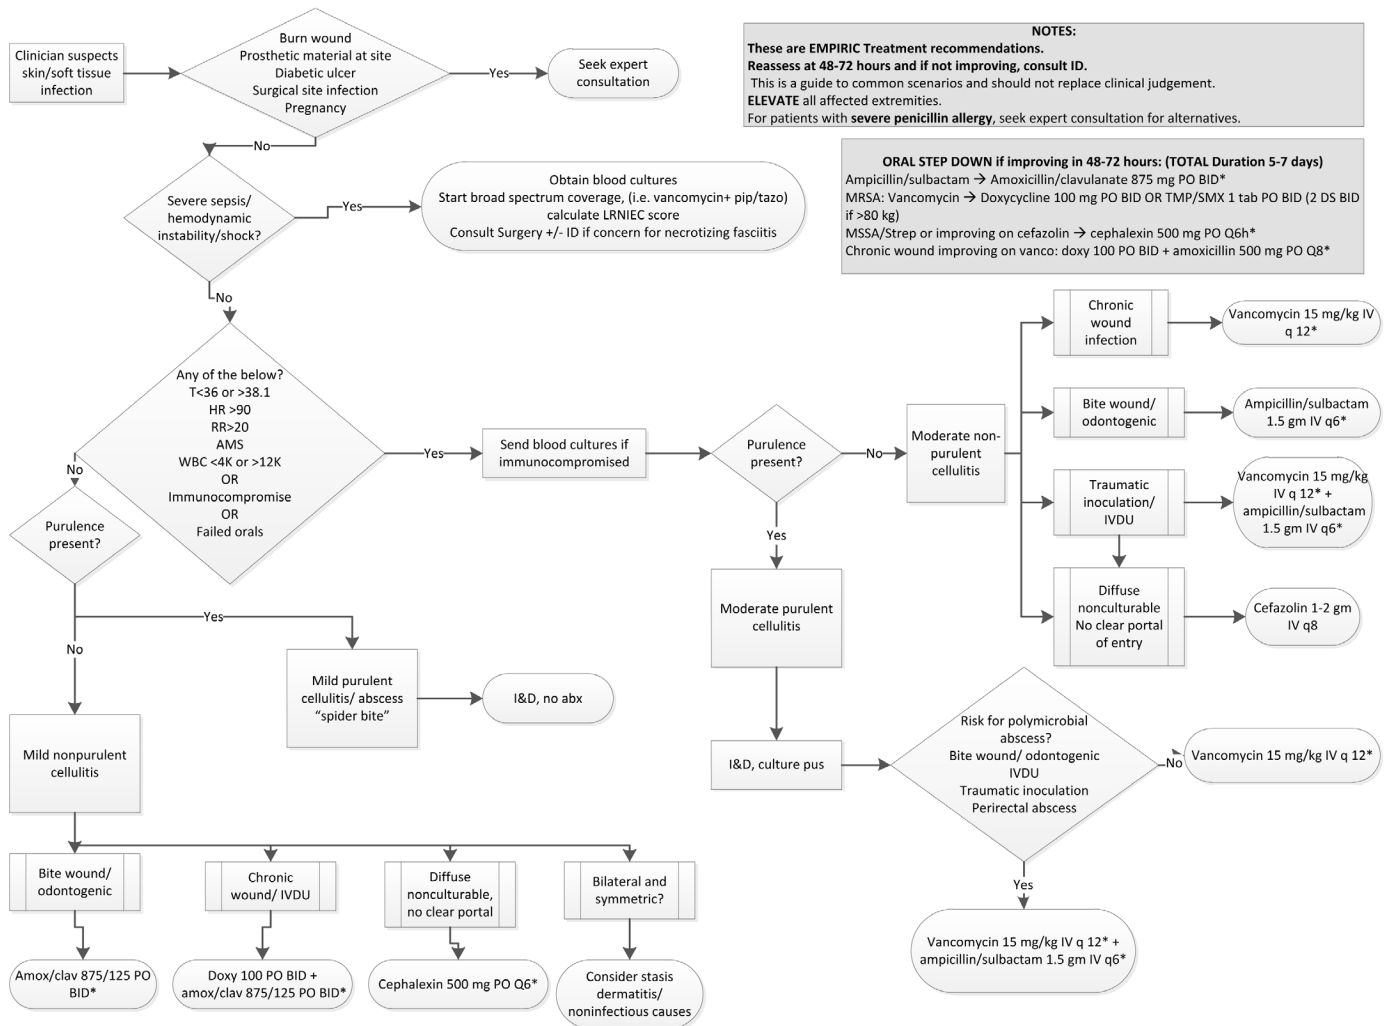 Clinician suspects
skin/soft tissue
infection
Burn wound
Prosthetic material at site
Diabetic ulcer
Surgical site infection
Pregnancy
Yes
Seek expert
consultation
No
NOTES:
These are EMPIRIC Treatment recommendations.
Reassess at 48-72 hours and if not improving, consult ID.
This is a guide to common scenarios and should not replace clinical judgement.
ELEVATE all affected extremities.
For patients with severe penicillin allergy, seek expert consultation for alternatives.
ORAL STEP DOWN if improving in 48-72 hours: (TOTAL Duration 5-7 days)
Ampicillin/sulbactam → Amoxicillin/clavulanate 875 mg PO BID*
MRSA: Vancomycin → Doxycycline 100 mg PO BID OR TMP/SMX 1 tab PO BID (2 DS BID
if >80 kg)
MSSA/Strep or improving on cefazolin → cephalexin 500 mg PO Q6h*
Chronic wound improving on vanco: doxy 100 PO BID + amoxicillin 500 mg PO Q8*
Severe sepsis/
hemodynamic
instability/shock?
Yes
Obtain blood cultures
Start broad spectrum coverage, (i.e. vancomycin+ pip/tazo)
calculate LRNIEC score
Consult Surgery +/- ID if concern for necrotizing fasciitis
No
Any of the below?
T<36 or >38.1
HR >90
RR>20
AMS
WBC <4K or >12K
OR
Immunocompromise
OR
Failed orals
Yes
Send blood cultures if
immunocompromised
Purulence
present?
No
Moderate non-
purulent
cellulitis
Chronic
wound
infection
Vancomycin 15 mg/kg IV
q 12*
Bite wound/
odontogenic
Ampicillin/sulbactam
1.5 gm IV q6*
Traumatic
inoculation/
IVDU
Vancomycin 15 mg/kg
IV q 12* +
ampicillin/sulbactam
1.5 gm IV q6*
Diffuse
nonculturable
No clear portal
of entry
Cefazolin 1-2 gm
IV q8
Yes
Moderate purulent
cellulitis
I&D, culture pus
Risk for polymicrobial
abscess?
Bite wound/ odontogenic
IVDU
Traumatic inoculation
Perirectal abscess
No
Vancomycin 15 mg/kg IV q 12*
Yes
Vancomycin 15 mg/kg IV q 12* +
ampicillin/sulbactam 1.5 gm IV q6*
No
Purulence
present?
Yes
Mild purulent
cellulitis/ abscess
“spider bite”
I&D, no abx
No
Mild nonpurulent
cellulitis
Bite wound/
odontogenic
Chronic
wound/ IVDU
Diffuse
nonculturable,
no clear portal
Bilateral and
symmetric?
Amox/clav 875/125 PO
BID*
Doxy 100 PO BID +
amox/clav 875/125 PO BID*
Cephalexin 500 mg PO Q6*
Consider stasis
dermatitis/
noninfectious causes